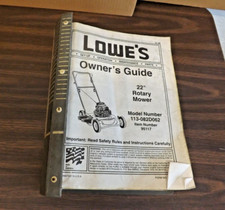 LOWE'S
Owner's Guide
22"
Rotary
Mower
Model Number
113-082D062
Item Number
95117
Important: Read Safety Rules and Instructions Carefully